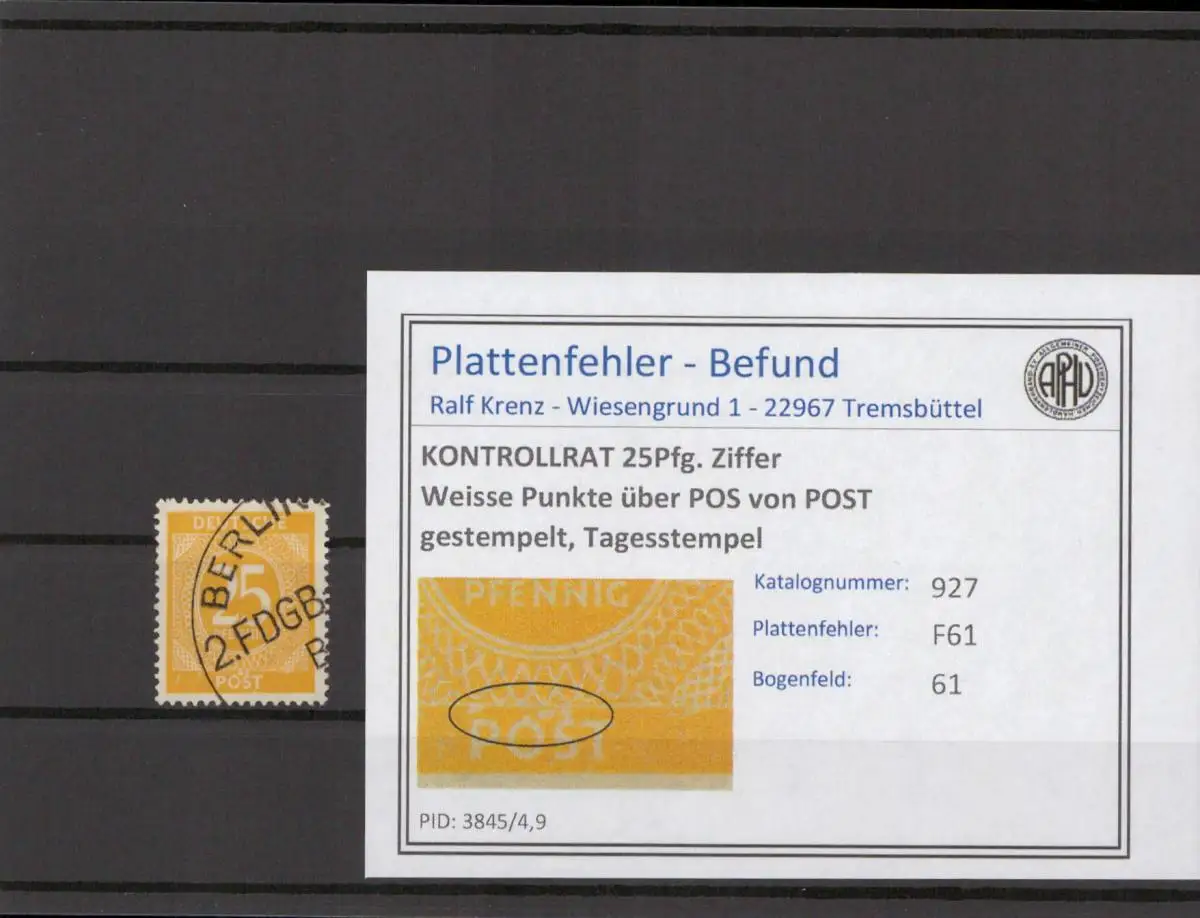 DEUTSCHE
BERLIN
25
2.FDGB
B
POST
Plattenfehler - Befund
Ralf Krenz - Wiesengrund 1 - 22967 Tremsbüttel
APHV
KONTROLLRAT 25Pfg. Ziffer
Weisse Punkte über POS von POST
gestempelt, Tagesstempel
PFENNIG
POST
Katalognummer: 927
Plattenfehler: F61
Bogenfeld: 61
PID: 3845/4,9